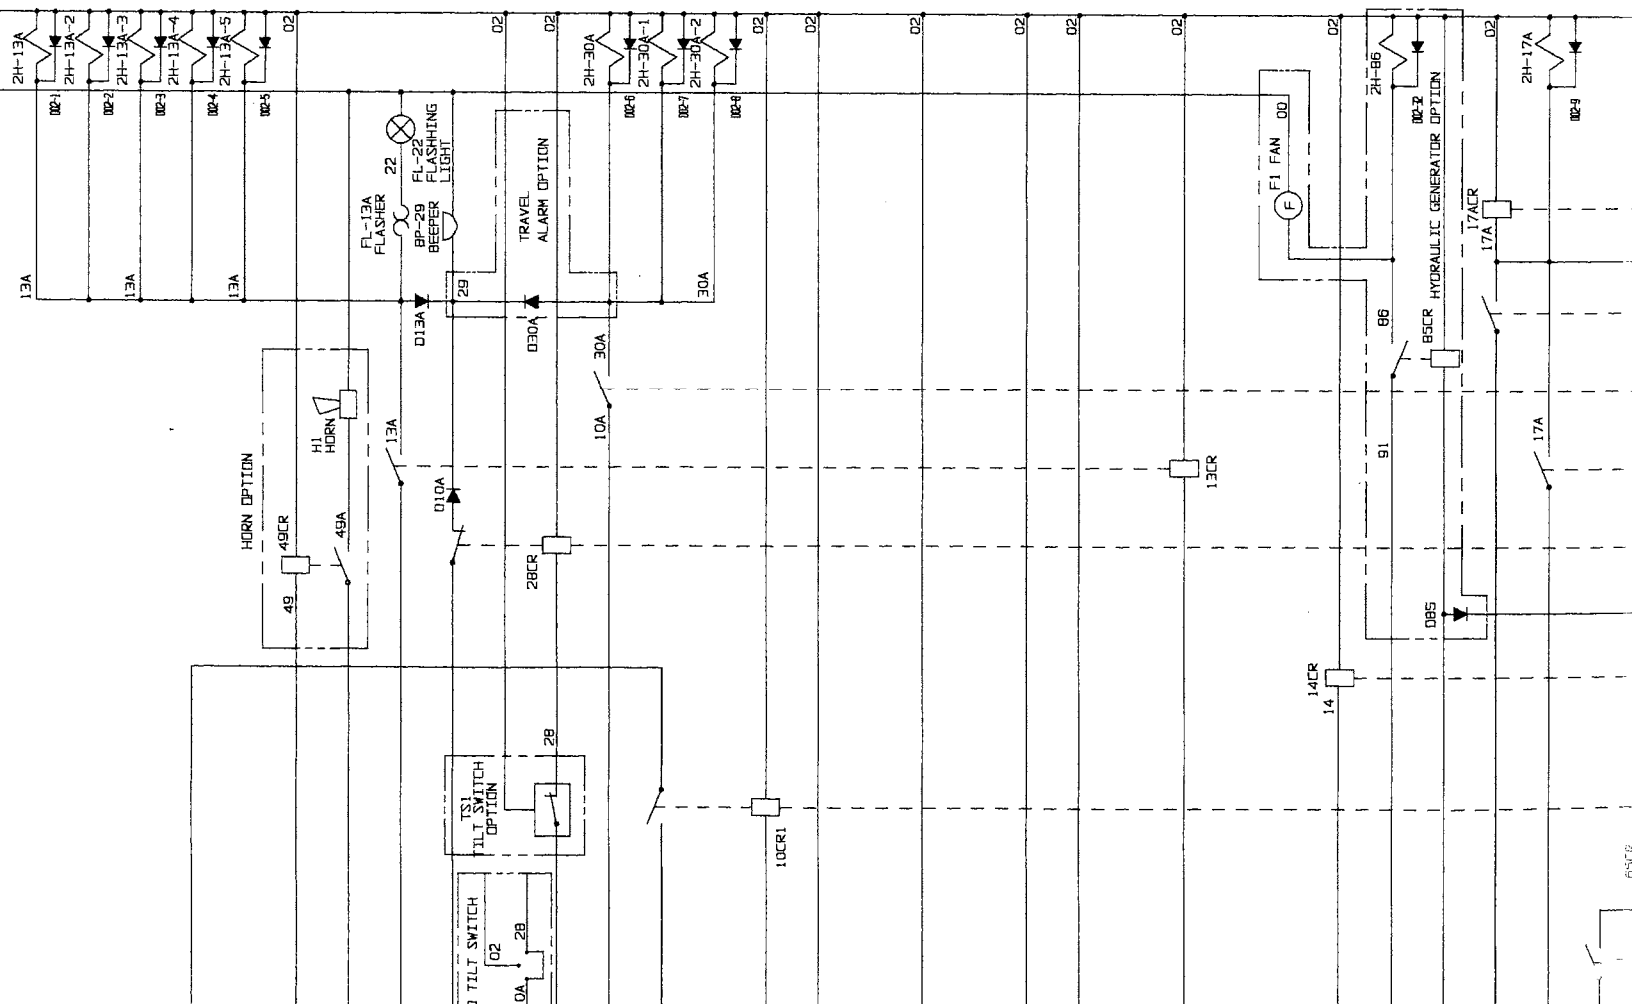 2H-13A
2H-13A-2
2H-13A-3
2H-13A-4
2H-13A-5
02
02
02
2H-30A
2H-30A-1
2H-30A-2
02
02
02
02
02
02
02
2H-86
02
2H-17A
002-1
002-2
002-3
002-4
002-5
002-6
002-7
002-8
002-12
002-9
22
FL-22
FLASHHING
LIGHT
FL-13A
FLASHER
BP-29
BEEPER
TRAVEL
ALARM OPTION
00
F1 FAN
F
HYDRAULIC GENERATOR OPTION
17ACR
17A
13A
13A
13A
29
30A
D13A
D30A
30A
10A
86
85CR
91
17A
HORN OPTION
H1
HORN
13A
D10A
13CR
49CR
49A
49
28CR
D85
14CR
14
28
TS1
TILT SWITCH
OPTION
10CR1
TILT SWITCH
02
28
65CR